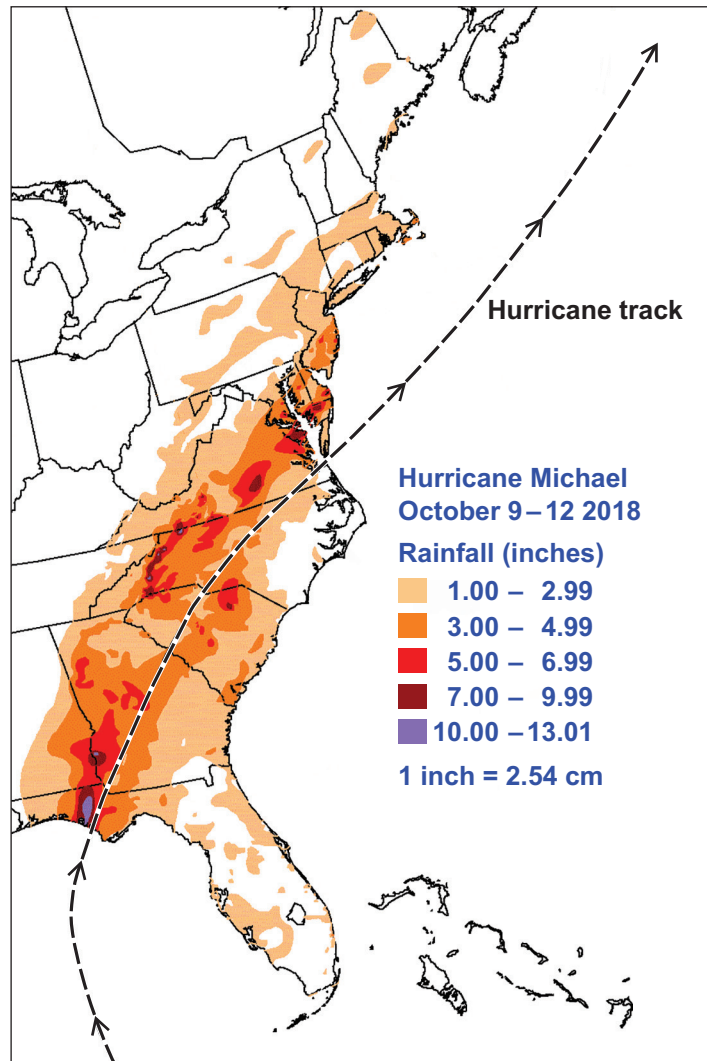 Hurricane track
Hurricane Michael
October 9–12 2018
Rainfall (inches)
1.00 – 2.99
3.00 – 4.99
5.00 – 6.99
7.00 – 9.99
10.00 –13.01
1 inch = 2.54 cm